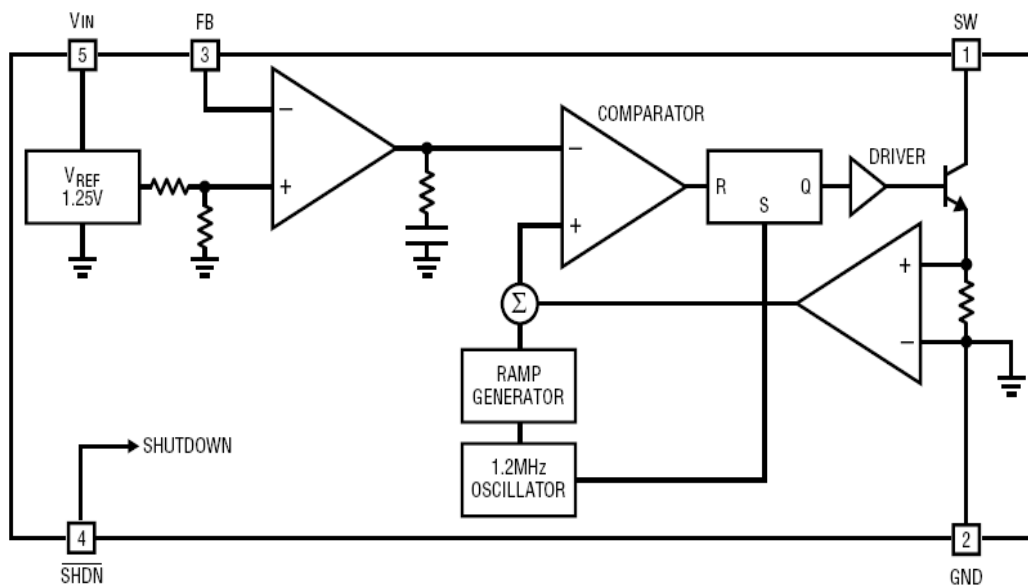 VIN
FB
SW
5
3
1
COMPARATOR
DRIVER
VREF
1.25V
−
+
−
+
R
S
Q
+
−
Σ
RAMP
GENERATOR
SHUTDOWN
1.2MHz
OSCILLATOR
4
2
SHDN
GND